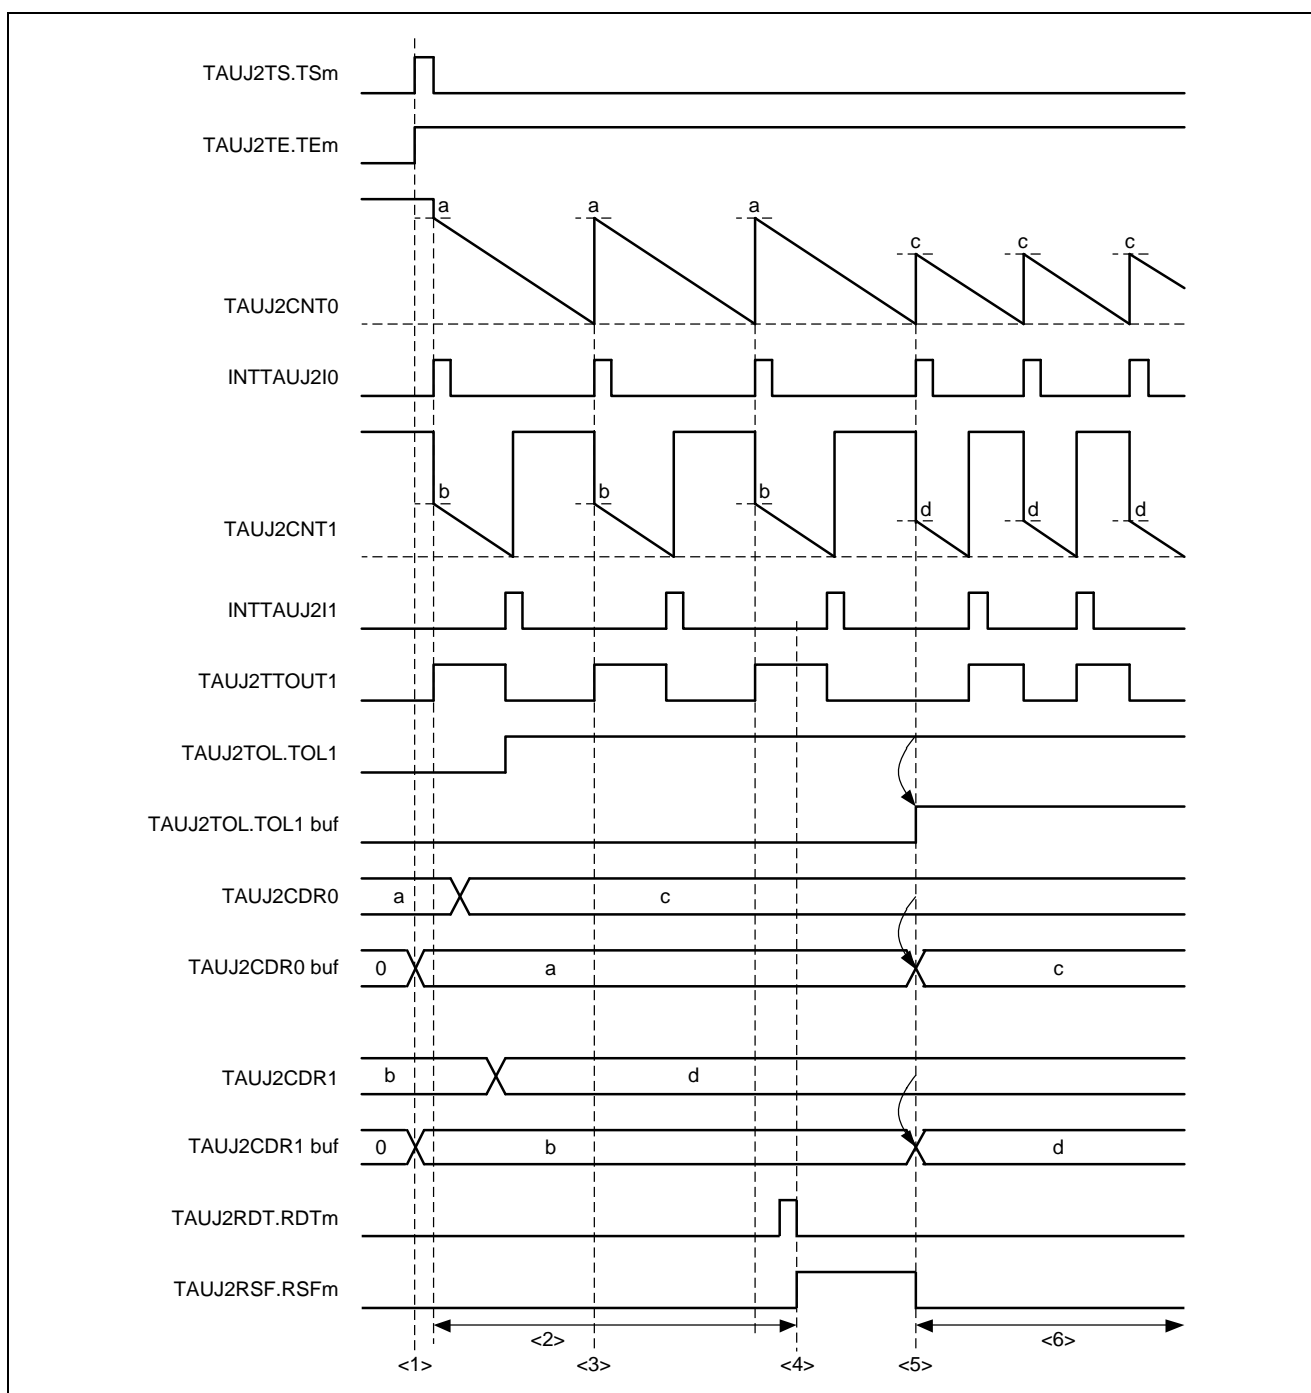 TAUJ2TS.TSm
TAUJ2TE.TEm
a a a
c c c
TAUJ2CNT0
INTTAUJ2I0
b b b
d d d
TAUJ2CNT1
INTTAUJ2I1
TAUJ2TTOUT1
TAUJ2TOL.TOL1
TAUJ2TOL.TOL1 buf
TAUJ2CDR0 a c
TAUJ2CDR0 buf 0 a c
TAUJ2CDR1 b d
TAUJ2CDR1 buf 0 b d
TAUJ2RDT.RDTm
TAUJ2RSF.RSFm
<2> <6>
<1> <3> <4> <5>